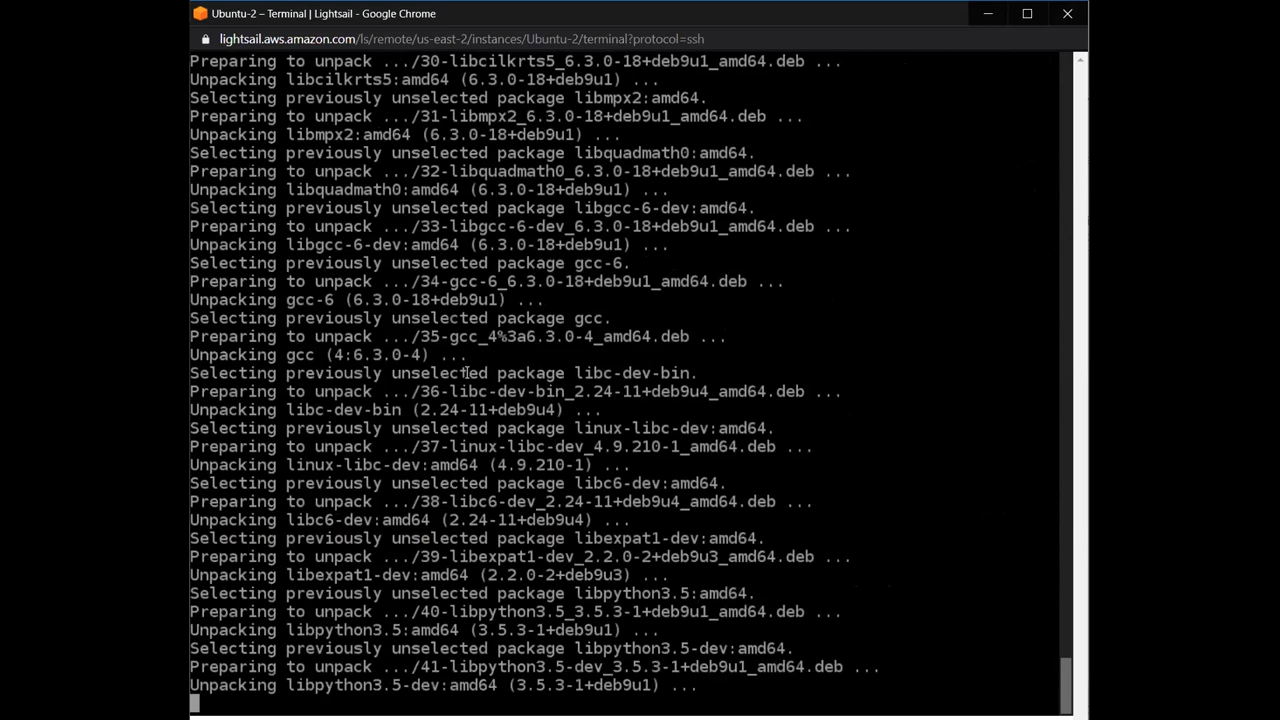 Ubuntu-2 – Terminal | Lightsail - Google Chrome
lightsail.aws.amazon.com/ls/remote/us-east-2/instances/Ubuntu-2/terminal?protocol=ssh
Preparing to unpack .../30-libcilkrts5_6.3.0-18+deb9u1_amd64.deb ...
Unpacking libcilkrts5:amd64 (6.3.0-18+deb9u1) ...
Selecting previously unselected package libmpx2:amd64.
Preparing to unpack .../31-libmpx2_6.3.0-18+deb9u1_amd64.deb ...
Unpacking libmpx2:amd64 (6.3.0-18+deb9u1) ...
Selecting previously unselected package libquadmath0:amd64.
Preparing to unpack .../32-libquadmath0_6.3.0-18+deb9u1_amd64.deb ...
Unpacking libquadmath0:amd64 (6.3.0-18+deb9u1) ...
Selecting previously unselected package libgcc-6-dev:amd64.
Preparing to unpack .../33-libgcc-6-dev_6.3.0-18+deb9u1_amd64.deb ...
Unpacking libgcc-6-dev:amd64 (6.3.0-18+deb9u1) ...
Selecting previously unselected package gcc-6.
Preparing to unpack .../34-gcc-6_6.3.0-18+deb9u1_amd64.deb ...
Unpacking gcc-6 (6.3.0-18+deb9u1) ...
Selecting previously unselected package gcc.
Preparing to unpack .../35-gcc_4%3a6.3.0-4_amd64.deb ...
Unpacking gcc (4:6.3.0-4) ...
Selecting previously unselected package libc-dev-bin.
Preparing to unpack .../36-libc-dev-bin_2.24-11+deb9u4_amd64.deb ...
Unpacking libc-dev-bin (2.24-11+deb9u4) ...
Selecting previously unselected package linux-libc-dev:amd64.
Preparing to unpack .../37-linux-libc-dev_4.9.210-1_amd64.deb ...
Unpacking linux-libc-dev:amd64 (4.9.210-1) ...
Selecting previously unselected package libc6-dev:amd64.
Preparing to unpack .../38-libc6-dev_2.24-11+deb9u4_amd64.deb ...
Unpacking libc6-dev:amd64 (2.24-11+deb9u4) ...
Selecting previously unselected package libexpat1-dev:amd64.
Preparing to unpack .../39-libexpat1-dev_2.2.0-2+deb9u3_amd64.deb ...
Unpacking libexpat1-dev:amd64 (2.2.0-2+deb9u3) ...
Selecting previously unselected package libpython3.5:amd64.
Preparing to unpack .../40-libpython3.5_3.5.3-1+deb9u1_amd64.deb ...
Unpacking libpython3.5:amd64 (3.5.3-1+deb9u1) ...
Selecting previously unselected package libpython3.5-dev:amd64.
Preparing to unpack .../41-libpython3.5-dev_3.5.3-1+deb9u1_amd64.deb ...
Unpacking libpython3.5-dev:amd64 (3.5.3-1+deb9u1) ...